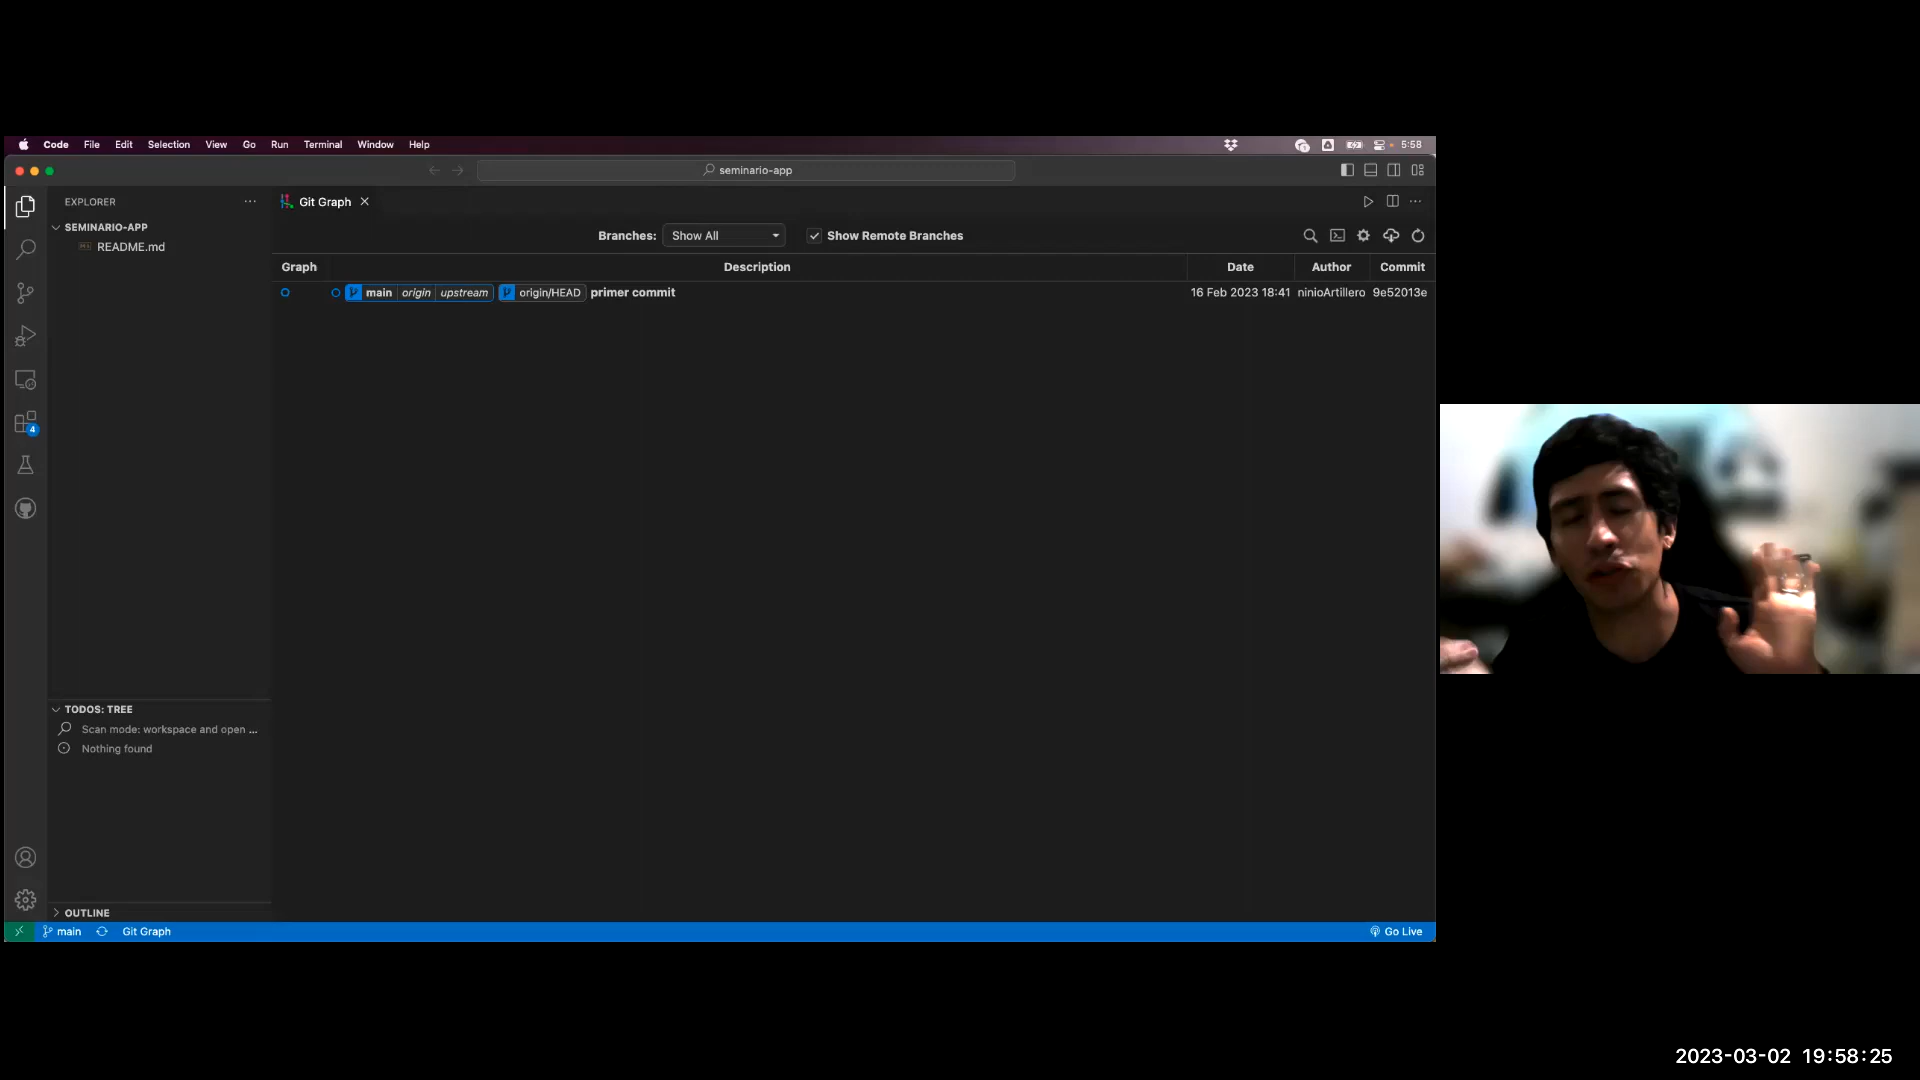 Code File Edit Selection View Go Run Terminal Window Help 5:58
seminario-app
EXPLORER
Git Graph
SEMINARIO-APP
README.md
Branches: Show All Show Remote Branches
Graph Description Date Author Commit
main origin upstream origin/HEAD primer commit 16 Feb 2023 18:41 ninioArtillero 9e52013e
4
TODOS: TREE
Scan mode: workspace and open ...
Nothing found
OUTLINE
main Git Graph Go Live
2023-03-02 19:58:25